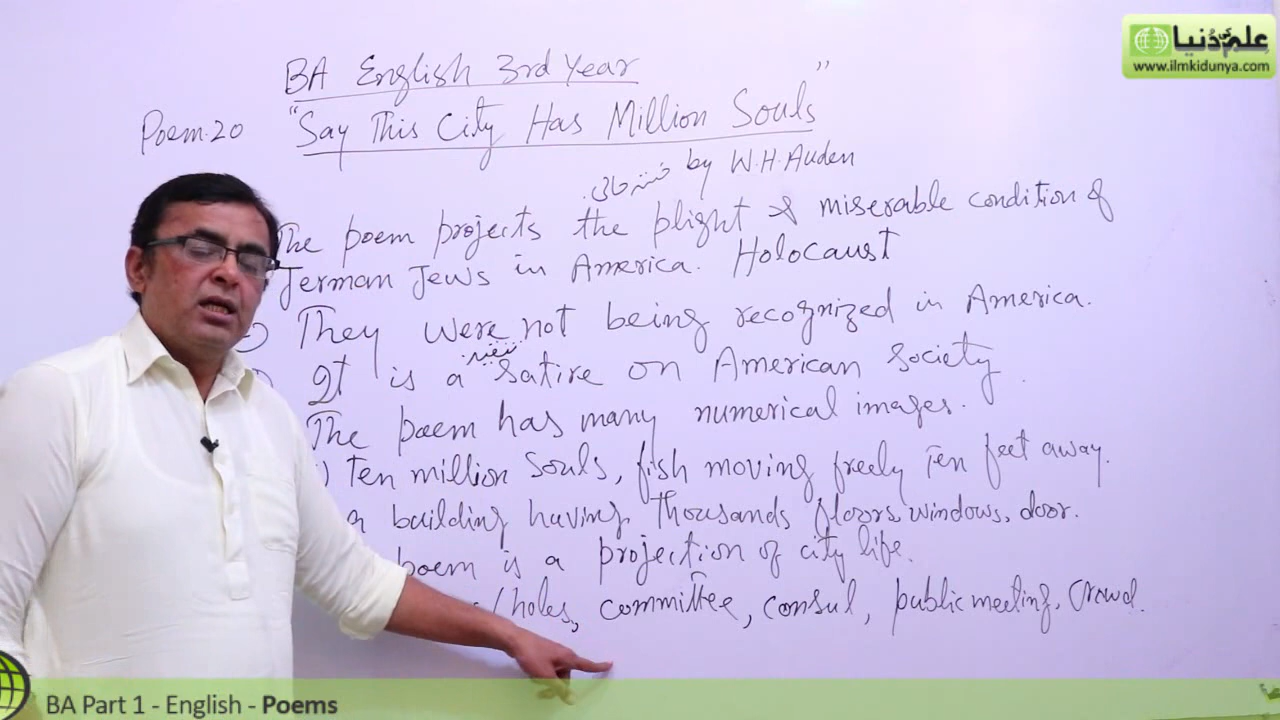 علم کی دُنیا
www.ilmkidunya.com
BA English 3rd Year
Poem.20 "Say This City Has Million Souls"
خستہ حالی. by W.H.Auden
The poem projects the plight & miserable condition of
German Jews in America. Holocaust
They were not being recognized in America.
تنقید
It is a satire on American society.
The poem has many numerical images.
i) Ten million souls, fish moving freely Ten feet away.
a building having thousands floors, windows, door.
poem is a projection of city life.
/holes, committee, consul, public meeting, Crowd.
BA Part 1 - English - Poems